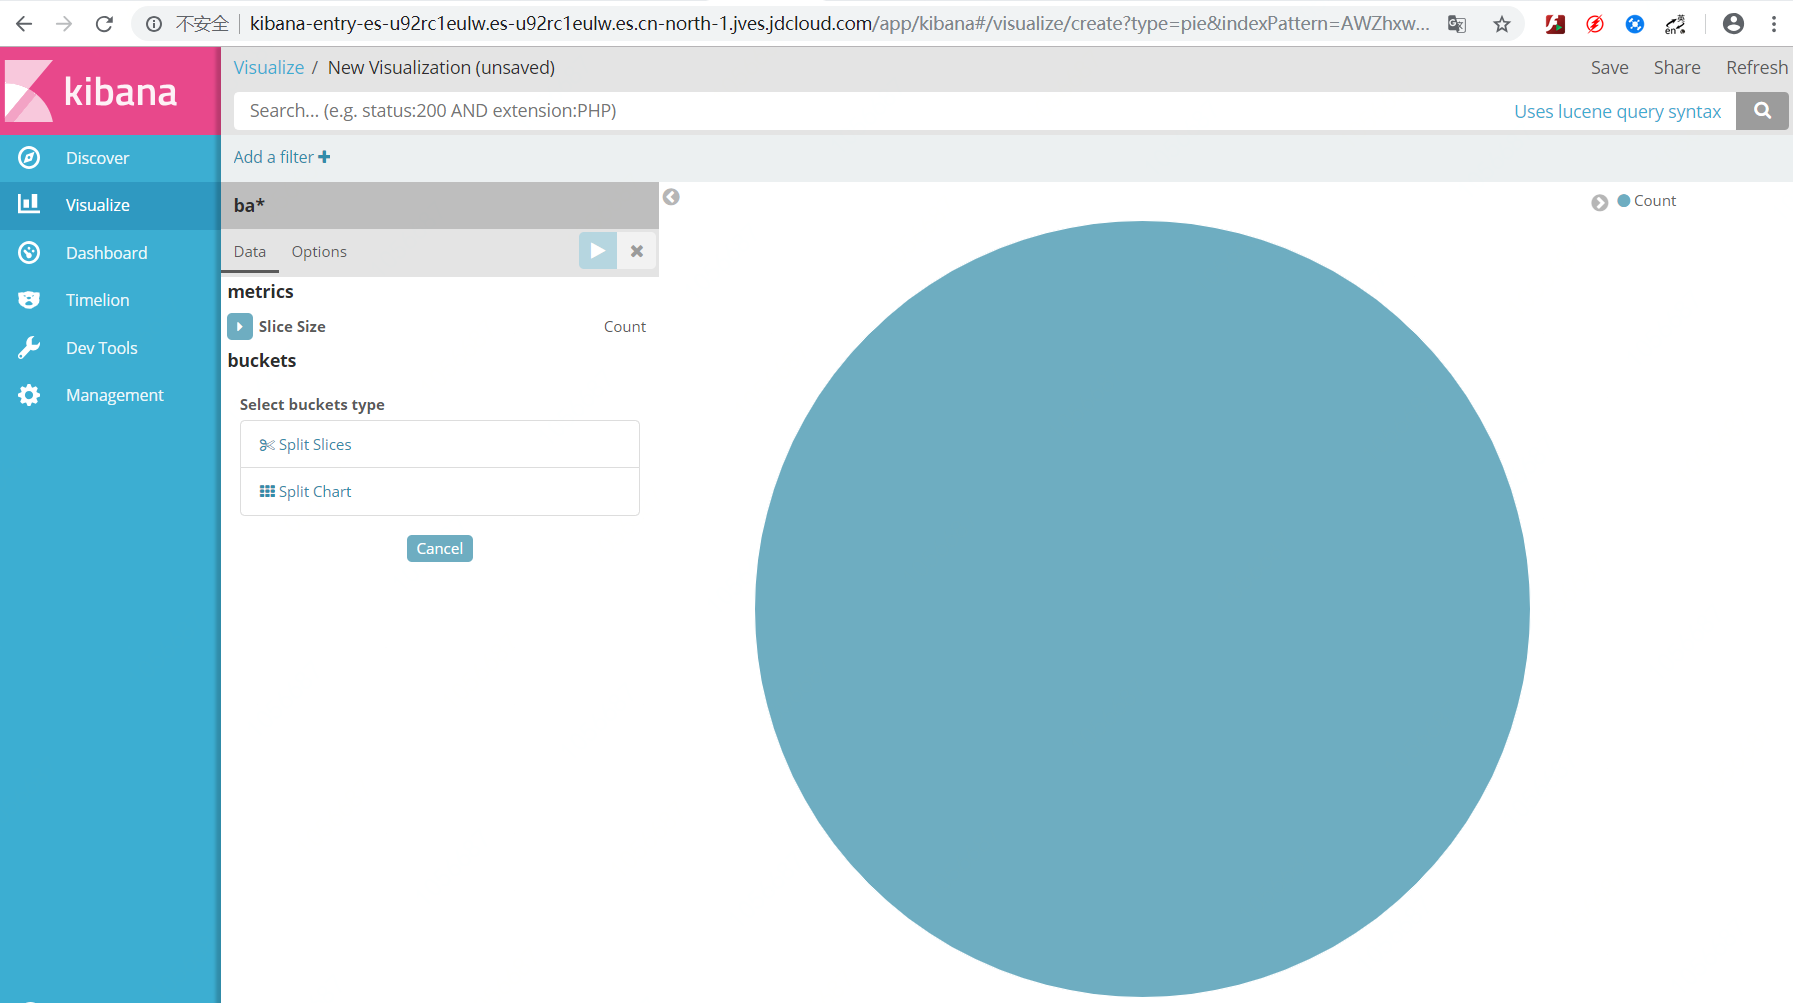 不安全 kibana-entry-es-u92rc1eulw.es-u92rc1eulw.es.cn-north-1.jves.jdcloud.com/app/kibana#/visualize/create?type=pie&indexPattern=AWZhxw...
kibana
Visualize / New Visualization (unsaved)
Save Share Refresh
Search... (e.g. status:200 AND extension:PHP)
Uses lucene query syntax
Add a filter
Discover
Visualize
Dashboard
Timelion
Dev Tools
Management
ba*
Data Options
metrics
Slice Size Count
buckets
Select buckets type
Split Slices
Split Chart
Cancel
Count